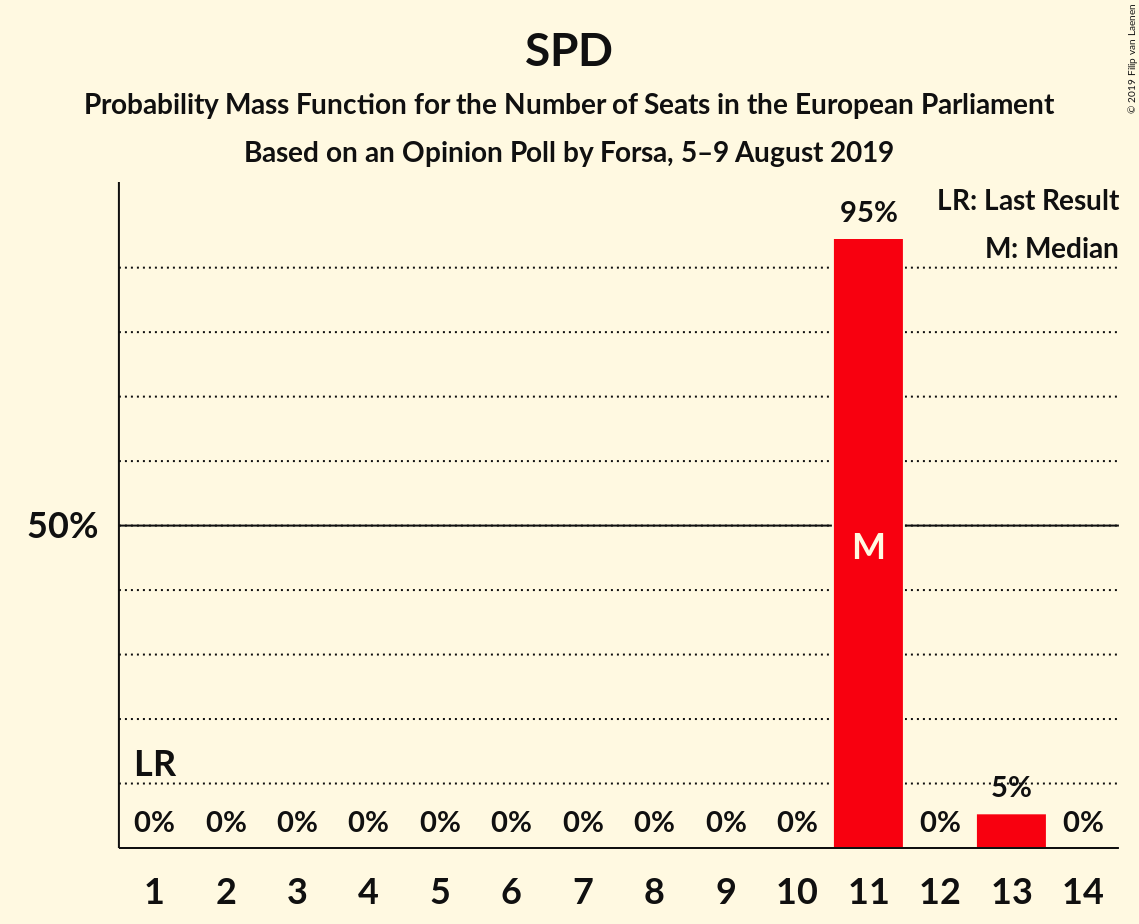 SPD
Probability Mass Function for the Number of Seats in the European Parliament
Based on an Opinion Poll by Forsa, 5–9 August 2019
© 2019 Filip van Laenen
LR: Last Result
M: Median
95%
50%
M
LR
5%
0% 0% 0% 0% 0% 0% 0% 0% 0% 0% 0% 0%
1 2 3 4 5 6 7 8 9 10 11 12 13 14